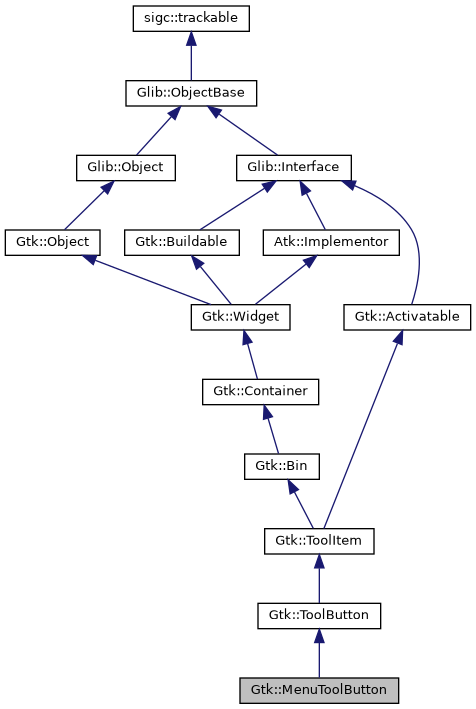 sigc::trackable
Glib::ObjectBase
Glib::Object
Glib::Interface
Gtk::Object
Gtk::Buildable
Atk::Implementor
Gtk::Widget
Gtk::Activatable
Gtk::Container
Gtk::Bin
Gtk::ToolItem
Gtk::ToolButton
Gtk::MenuToolButton